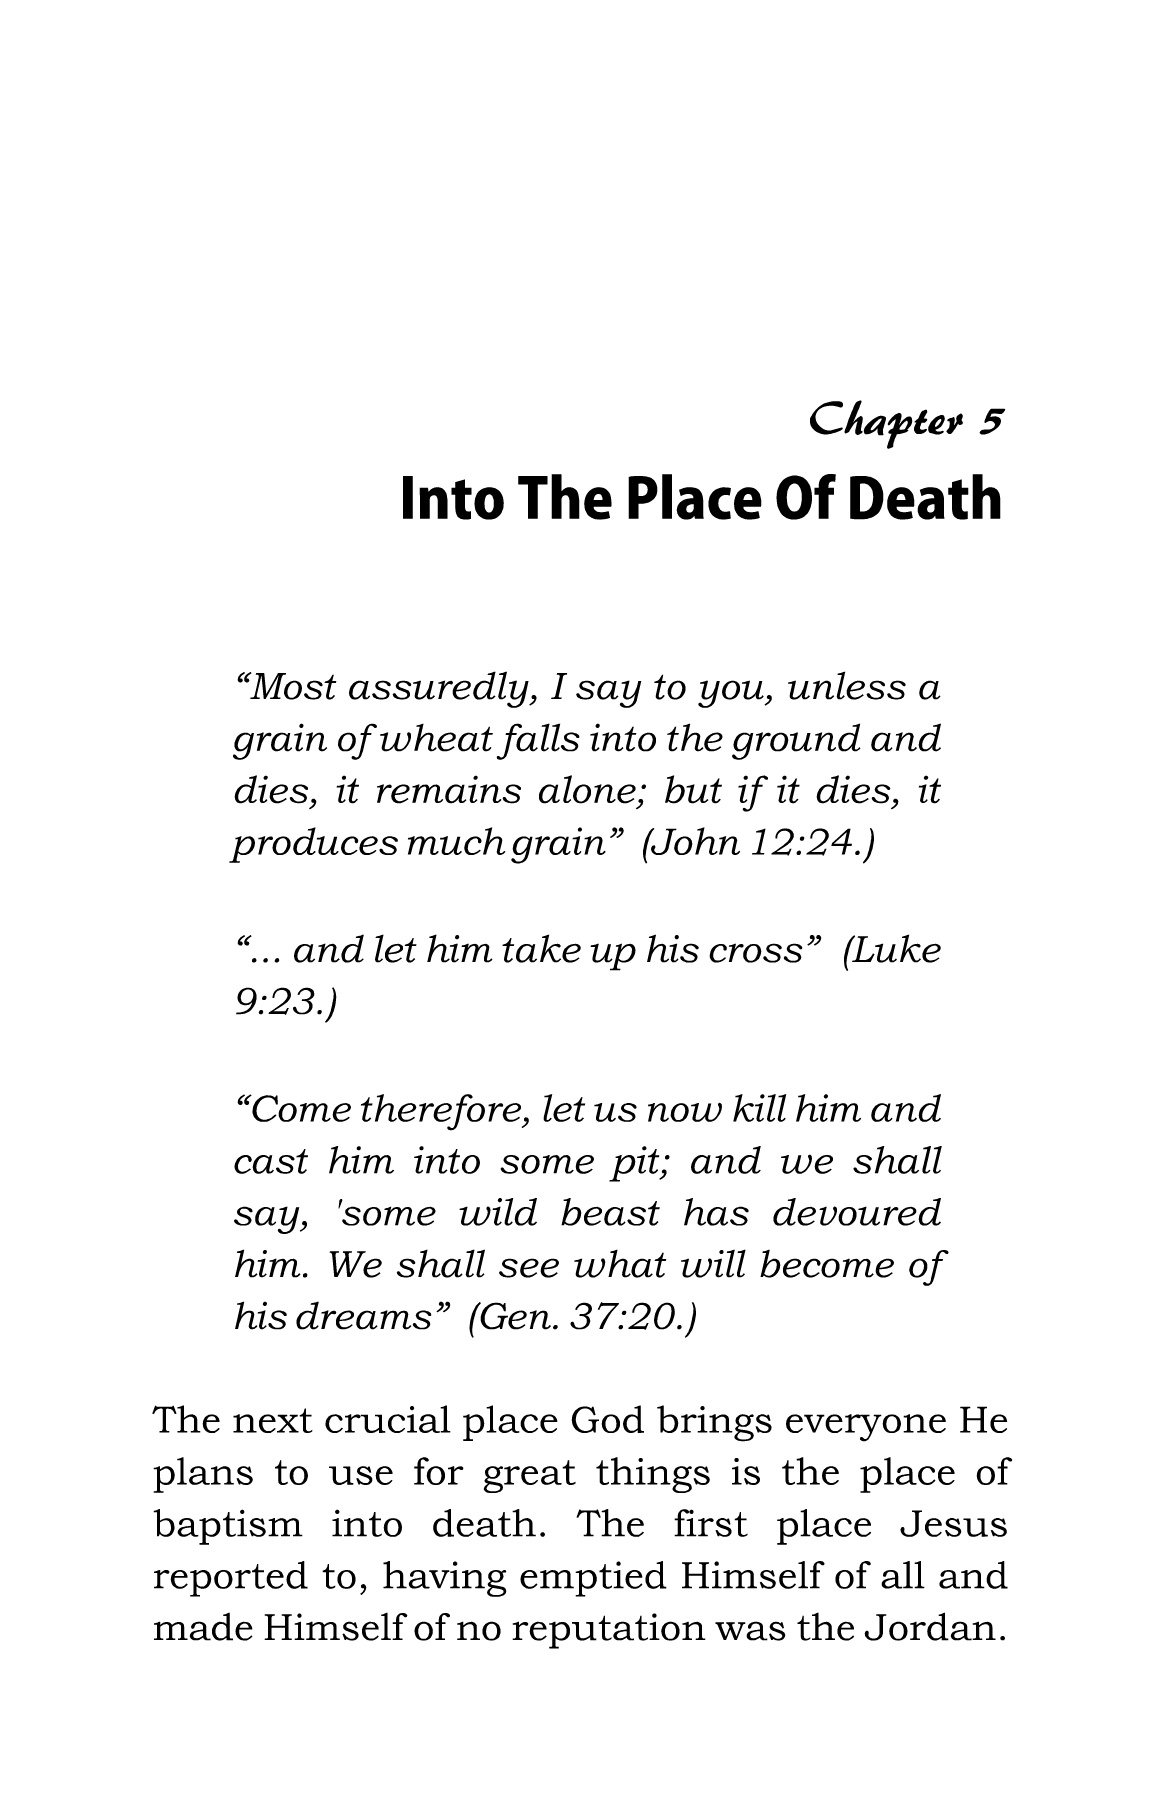 Chapter 5
Into The Place Of Death
“Most assuredly, I say to you, unless a
grain of wheat falls into the ground and
dies, it remains alone; but if it dies, it
produces much grain” (John 12:24.)
“... and let him take up his cross” (Luke
9:23.)
“Come therefore, let us now kill him and
cast him into some pit; and we shall
say, 'some wild beast has devoured
him. We shall see what will become of
his dreams” (Gen. 37:20.)
The next crucial place God brings everyone He
plans to use for great things is the place of
baptism into death. The first place Jesus
reported to, having emptied Himself of all and
made Himself of no reputation was the Jordan.